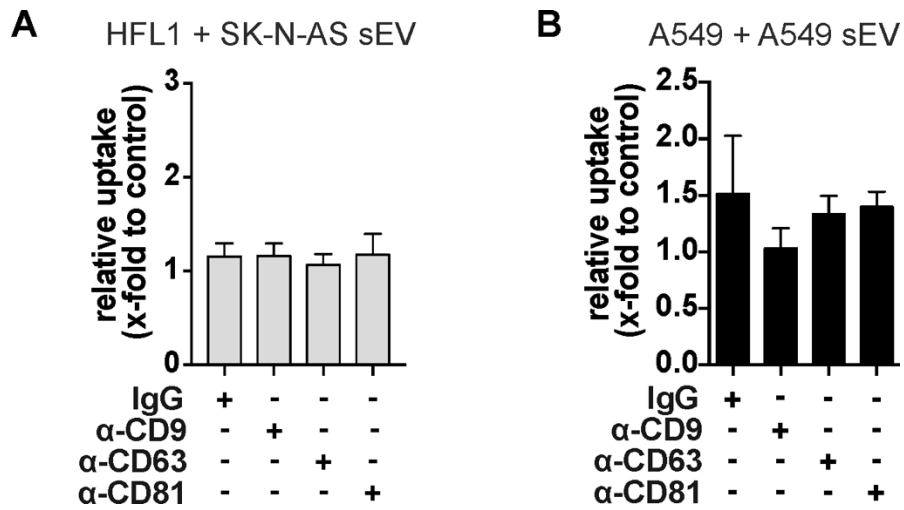 A HFL1 + SK-N-AS sEV
relative uptake
(x-fold to control)
3
2
1
0
IgG + - - -
α-CD9 - + - -
α-CD63 - - + -
α-CD81 - - - +
B A549 + A549 sEV
relative uptake
(x-fold to control)
2.5
2.0
1.5
1.0
0.5
0.0
IgG + - - -
α-CD9 - + - -
α-CD63 - - + -
α-CD81 - - - +